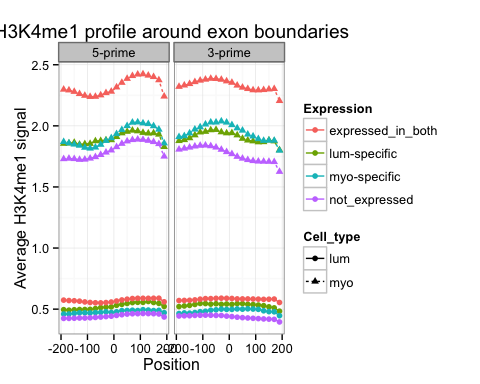 H3K4me1 profile around exon boundaries
5-prime 3-prime
2.5
2.0
1.5
1.0
0.5
Average H3K4me1 signal
-200 -100 0 100 200 -200 -100 0 100 200
Position
Expression
expressed_in_both
lum-specific
myo-specific
not_expressed
Cell_type
lum
myo